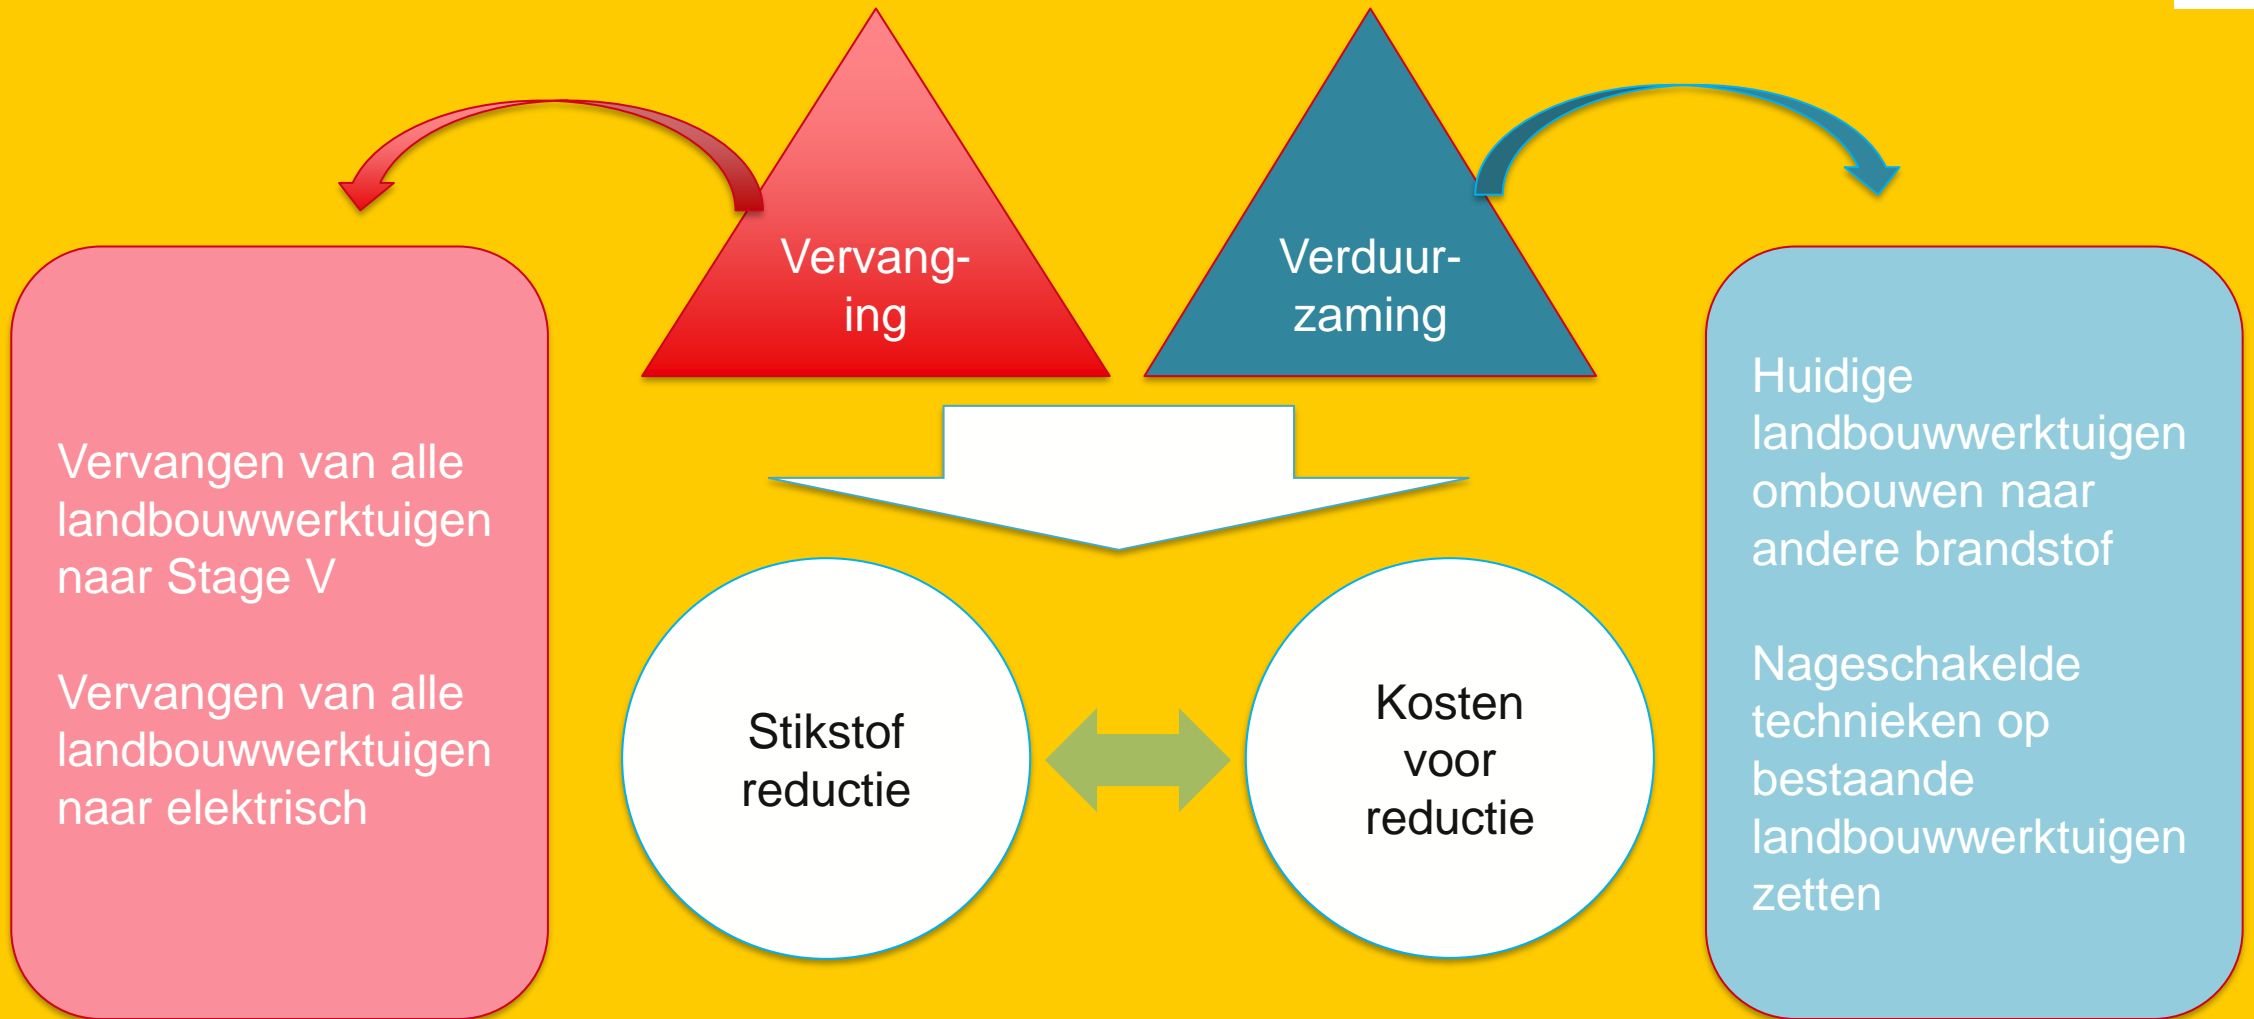 Vervang-
ing
Verduur-
zaming
Vervangen van alle
landbouwwerktuigen
naar Stage V
Vervangen van alle
landbouwwerktuigen
naar elektrisch
Stikstof
reductie
Kosten
voor
reductie
Huidige
landbouwwerktuigen
ombouwen naar
andere brandstof
Nageschakelde
technieken op
bestaande
landbouwwerktuigen
zetten